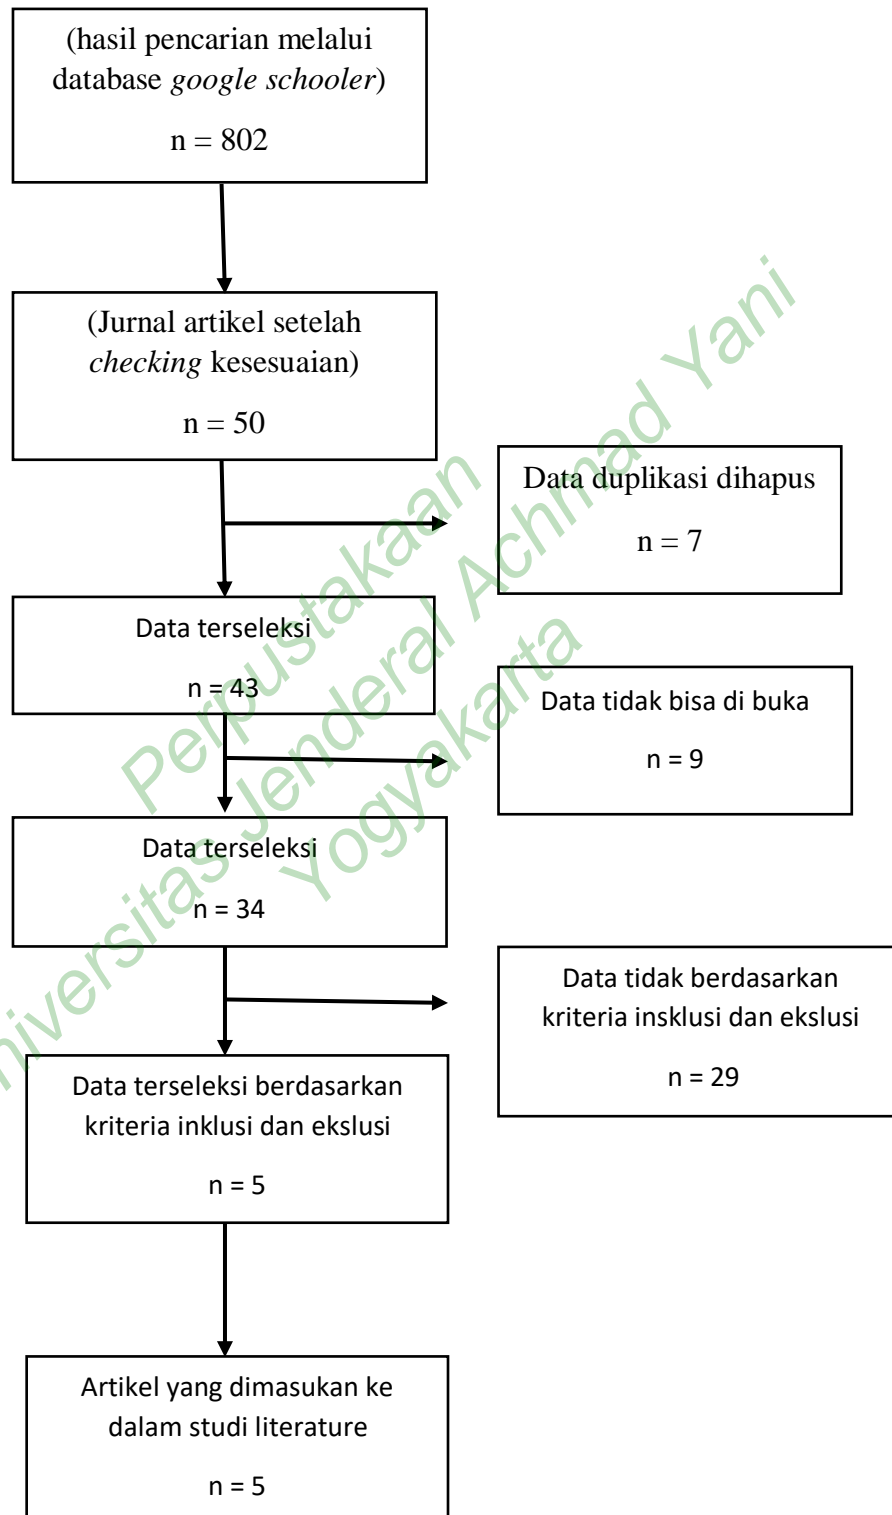 (hasil pencarian melalui
database google schooler)
n = 802
(Jurnal artikel setelah
checking kesesuaian)
n = 50
Data duplikasi dihapus
n = 7
Data terseleksi
n = 43
Data tidak bisa di buka
n = 9
Data terseleksi
n = 34
Data tidak berdasarkan
kriteria insklusi dan ekslusi
n = 29
Data terseleksi berdasarkan
kriteria inklusi dan ekslusi
n = 5
Artikel yang dimasukan ke
dalam studi literature
n = 5
Perpustakaan
niversitas Jenderal Achmad Yani
Yogyakarta